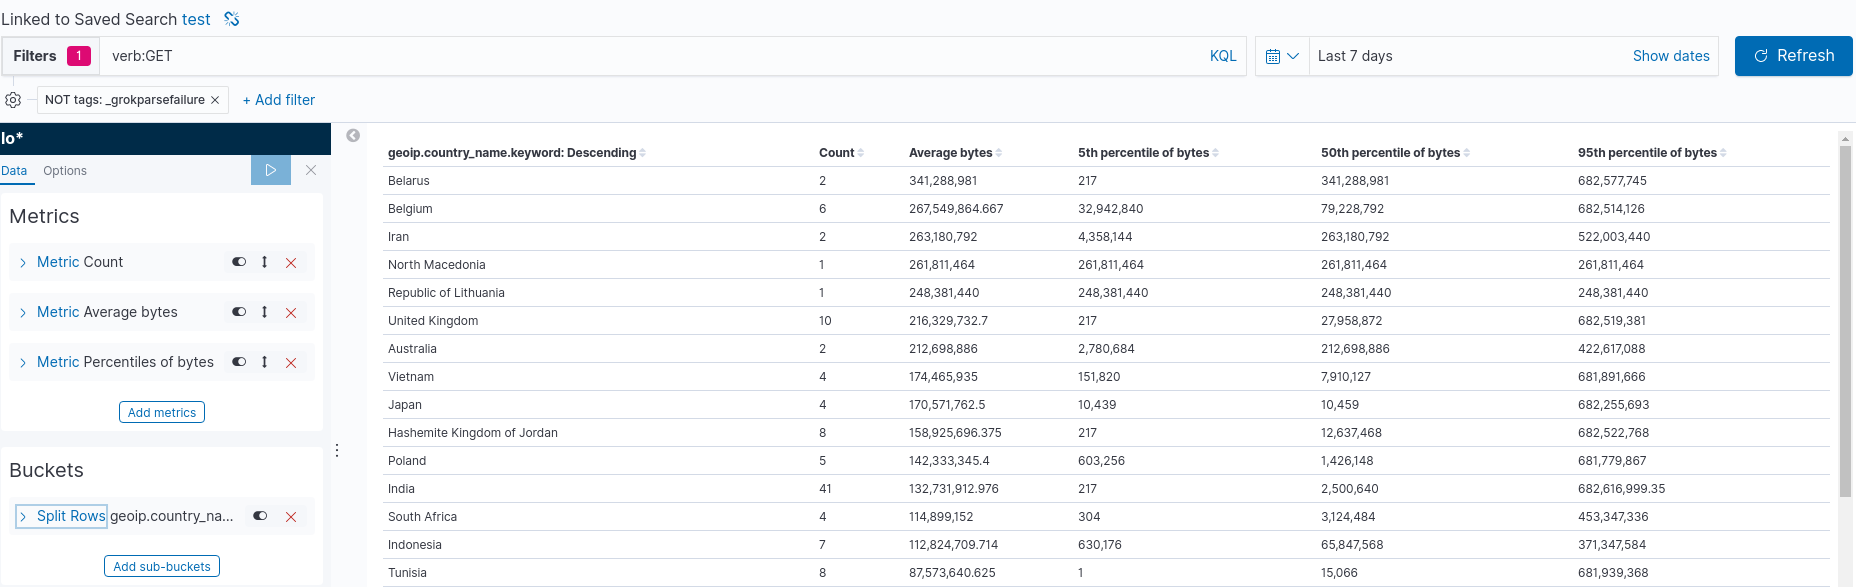 Linked to Saved Search test
Filters 1 verb:GET KQL Last 7 days Show dates Refresh
NOT tags: _grokparsefailure × + Add filter
lo*
Data Options
Metrics
Metric Count
Metric Average bytes
Metric Percentiles of bytes
Add metrics
Buckets
Split Rows geoip.country_na...
Add sub-buckets
geoip.country_name.keyword: Descending Count Average bytes 5th percentile of bytes 50th percentile of bytes 95th percentile of bytes
Belarus 2 341,288,981 217 341,288,981 682,577,745
Belgium 6 267,549,864.667 32,942,840 79,228,792 682,514,126
Iran 2 263,180,792 4,358,144 263,180,792 522,003,440
North Macedonia 1 261,811,464 261,811,464 261,811,464 261,811,464
Republic of Lithuania 1 248,381,440 248,381,440 248,381,440 248,381,440
United Kingdom 10 216,329,732.7 217 27,958,872 682,519,381
Australia 2 212,698,886 2,780,684 212,698,886 422,617,088
Vietnam 4 174,465,935 151,820 7,910,127 681,891,666
Japan 4 170,571,762.5 10,439 10,459 682,255,693
Hashemite Kingdom of Jordan 8 158,925,696.375 217 12,637,468 682,522,768
Poland 5 142,333,345.4 603,256 1,426,148 681,779,867
India 41 132,731,912.976 217 2,500,640 682,616,999.35
South Africa 4 114,899,152 304 3,124,484 453,347,336
Indonesia 7 112,824,709.714 630,176 65,847,568 371,347,584
Tunisia 8 87,573,640.625 1 15,066 681,939,368